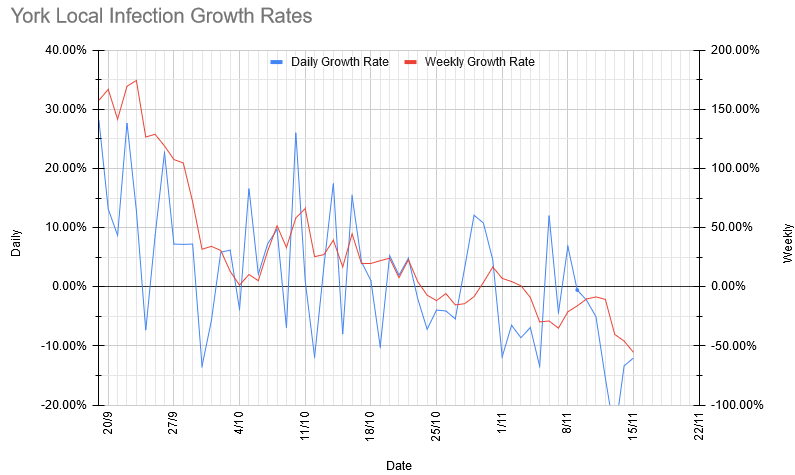 York Local Infection Growth Rates
Daily Growth Rate Weekly Growth Rate
40.00% 200.00%
30.00% 150.00%
20.00% 100.00%
10.00% 50.00%
0.00% 0.00%
-10.00% -50.00%
-20.00% -100.00%
Daily
Weekly
20/9 27/9 4/10 11/10 18/10 25/10 1/11 8/11 15/11 22/11
Date